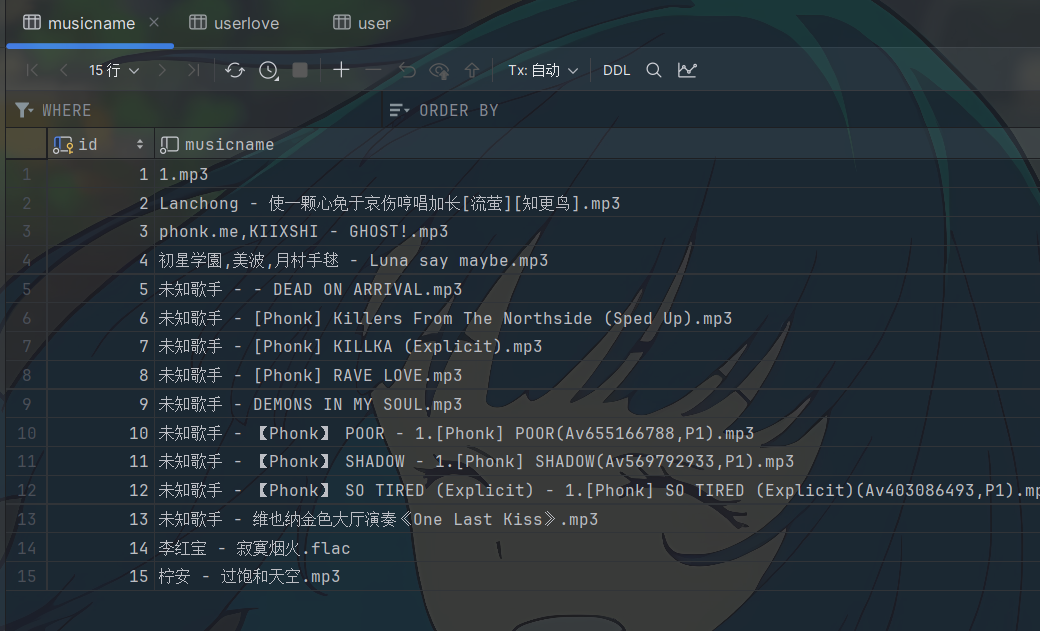 musicname userlove user
15 行 Tx: 自动 DDL
WHERE ORDER BY
id musicname
1 1 1.mp3
2 2 Lanchong - 使一颗心免于哀伤哼唱加长[流萤][知更鸟].mp3
3 3 phonk.me,KIIXSHI - GHOST!.mp3
4 4 初星学園,美波,月村手毬 - Luna say maybe.mp3
5 5 未知歌手 - - DEAD ON ARRIVAL.mp3
6 6 未知歌手 - [Phonk] Killers From The Northside (Sped Up).mp3
7 7 未知歌手 - [Phonk] KILLKA (Explicit).mp3
8 8 未知歌手 - [Phonk] RAVE LOVE.mp3
9 9 未知歌手 - DEMONS IN MY SOUL.mp3
10 10 未知歌手 - 【Phonk】 POOR - 1.[Phonk] POOR(Av655166788,P1).mp3
11 11 未知歌手 - 【Phonk】 SHADOW - 1.[Phonk] SHADOW(Av569792933,P1).mp3
12 12 未知歌手 - 【Phonk】 SO TIRED (Explicit) - 1.[Phonk] SO TIRED (Explicit)(Av403086493,P1).mp
13 13 未知歌手 - 维也纳金色大厅演奏《One Last Kiss》.mp3
14 14 李红宝 - 寂寞烟火.flac
15 15 柠安 - 过饱和天空.mp3